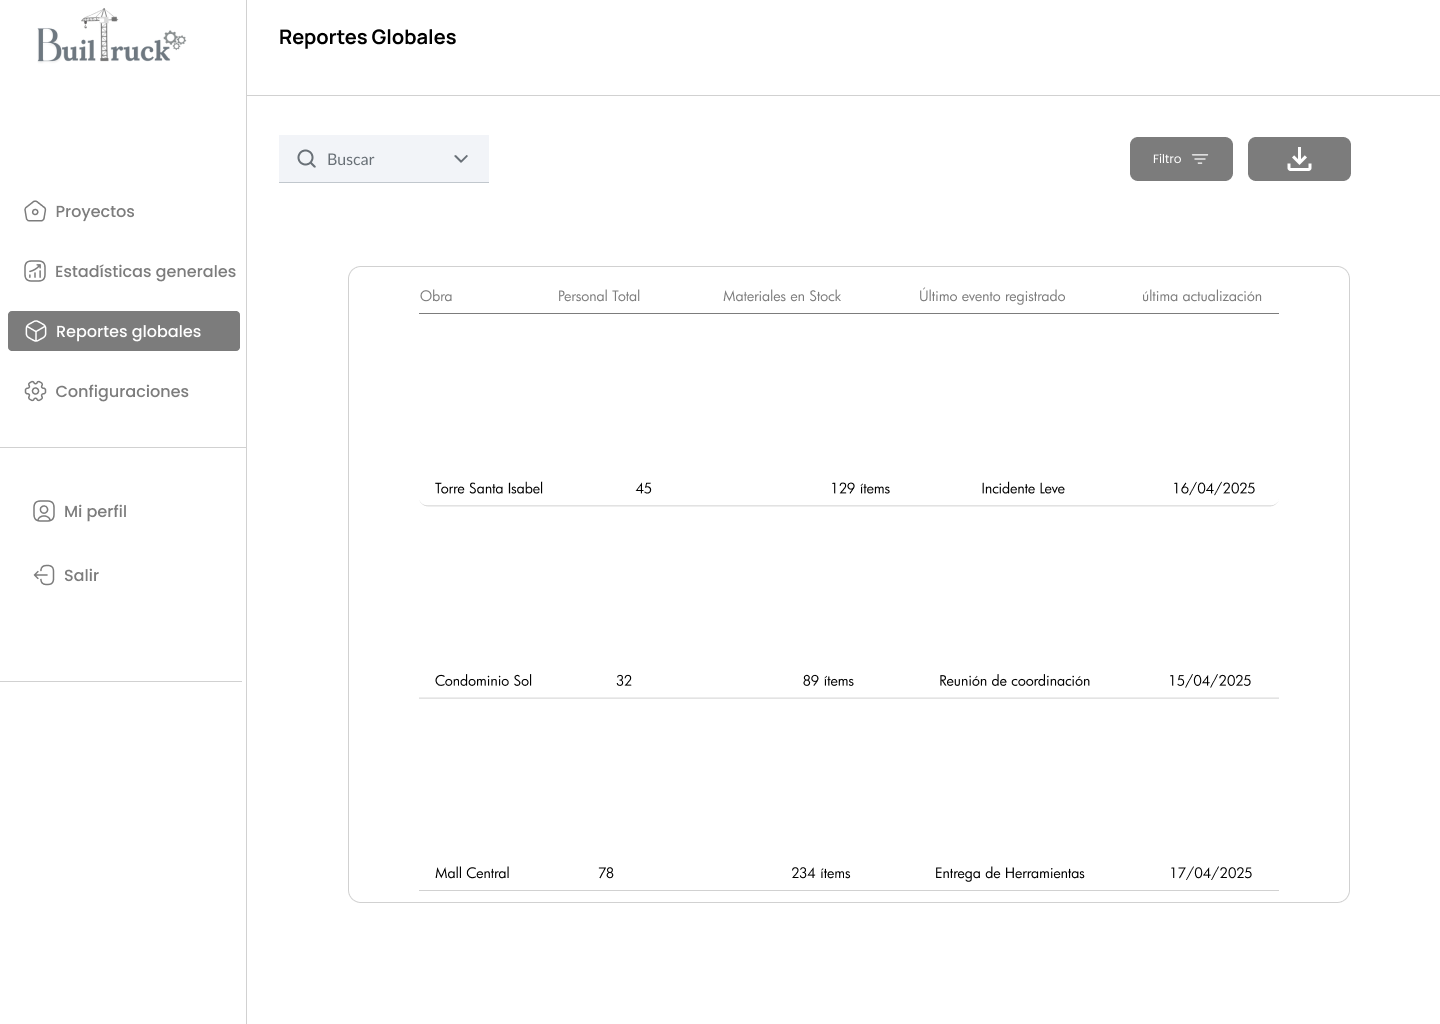 BuilTruck
Reportes Globales
Buscar
Filtro
Proyectos
Estadísticas generales
Reportes globales
Configuraciones
Mi perfil
Salir
Obra Personal Total Materiales en Stock Último evento registrado última actualización
Torre Santa Isabel 45 129 ítems Incidente Leve 16/04/2025
Condominio Sol 32 89 ítems Reunión de coordinación 15/04/2025
Mall Central 78 234 ítems Entrega de Herramientas 17/04/2025